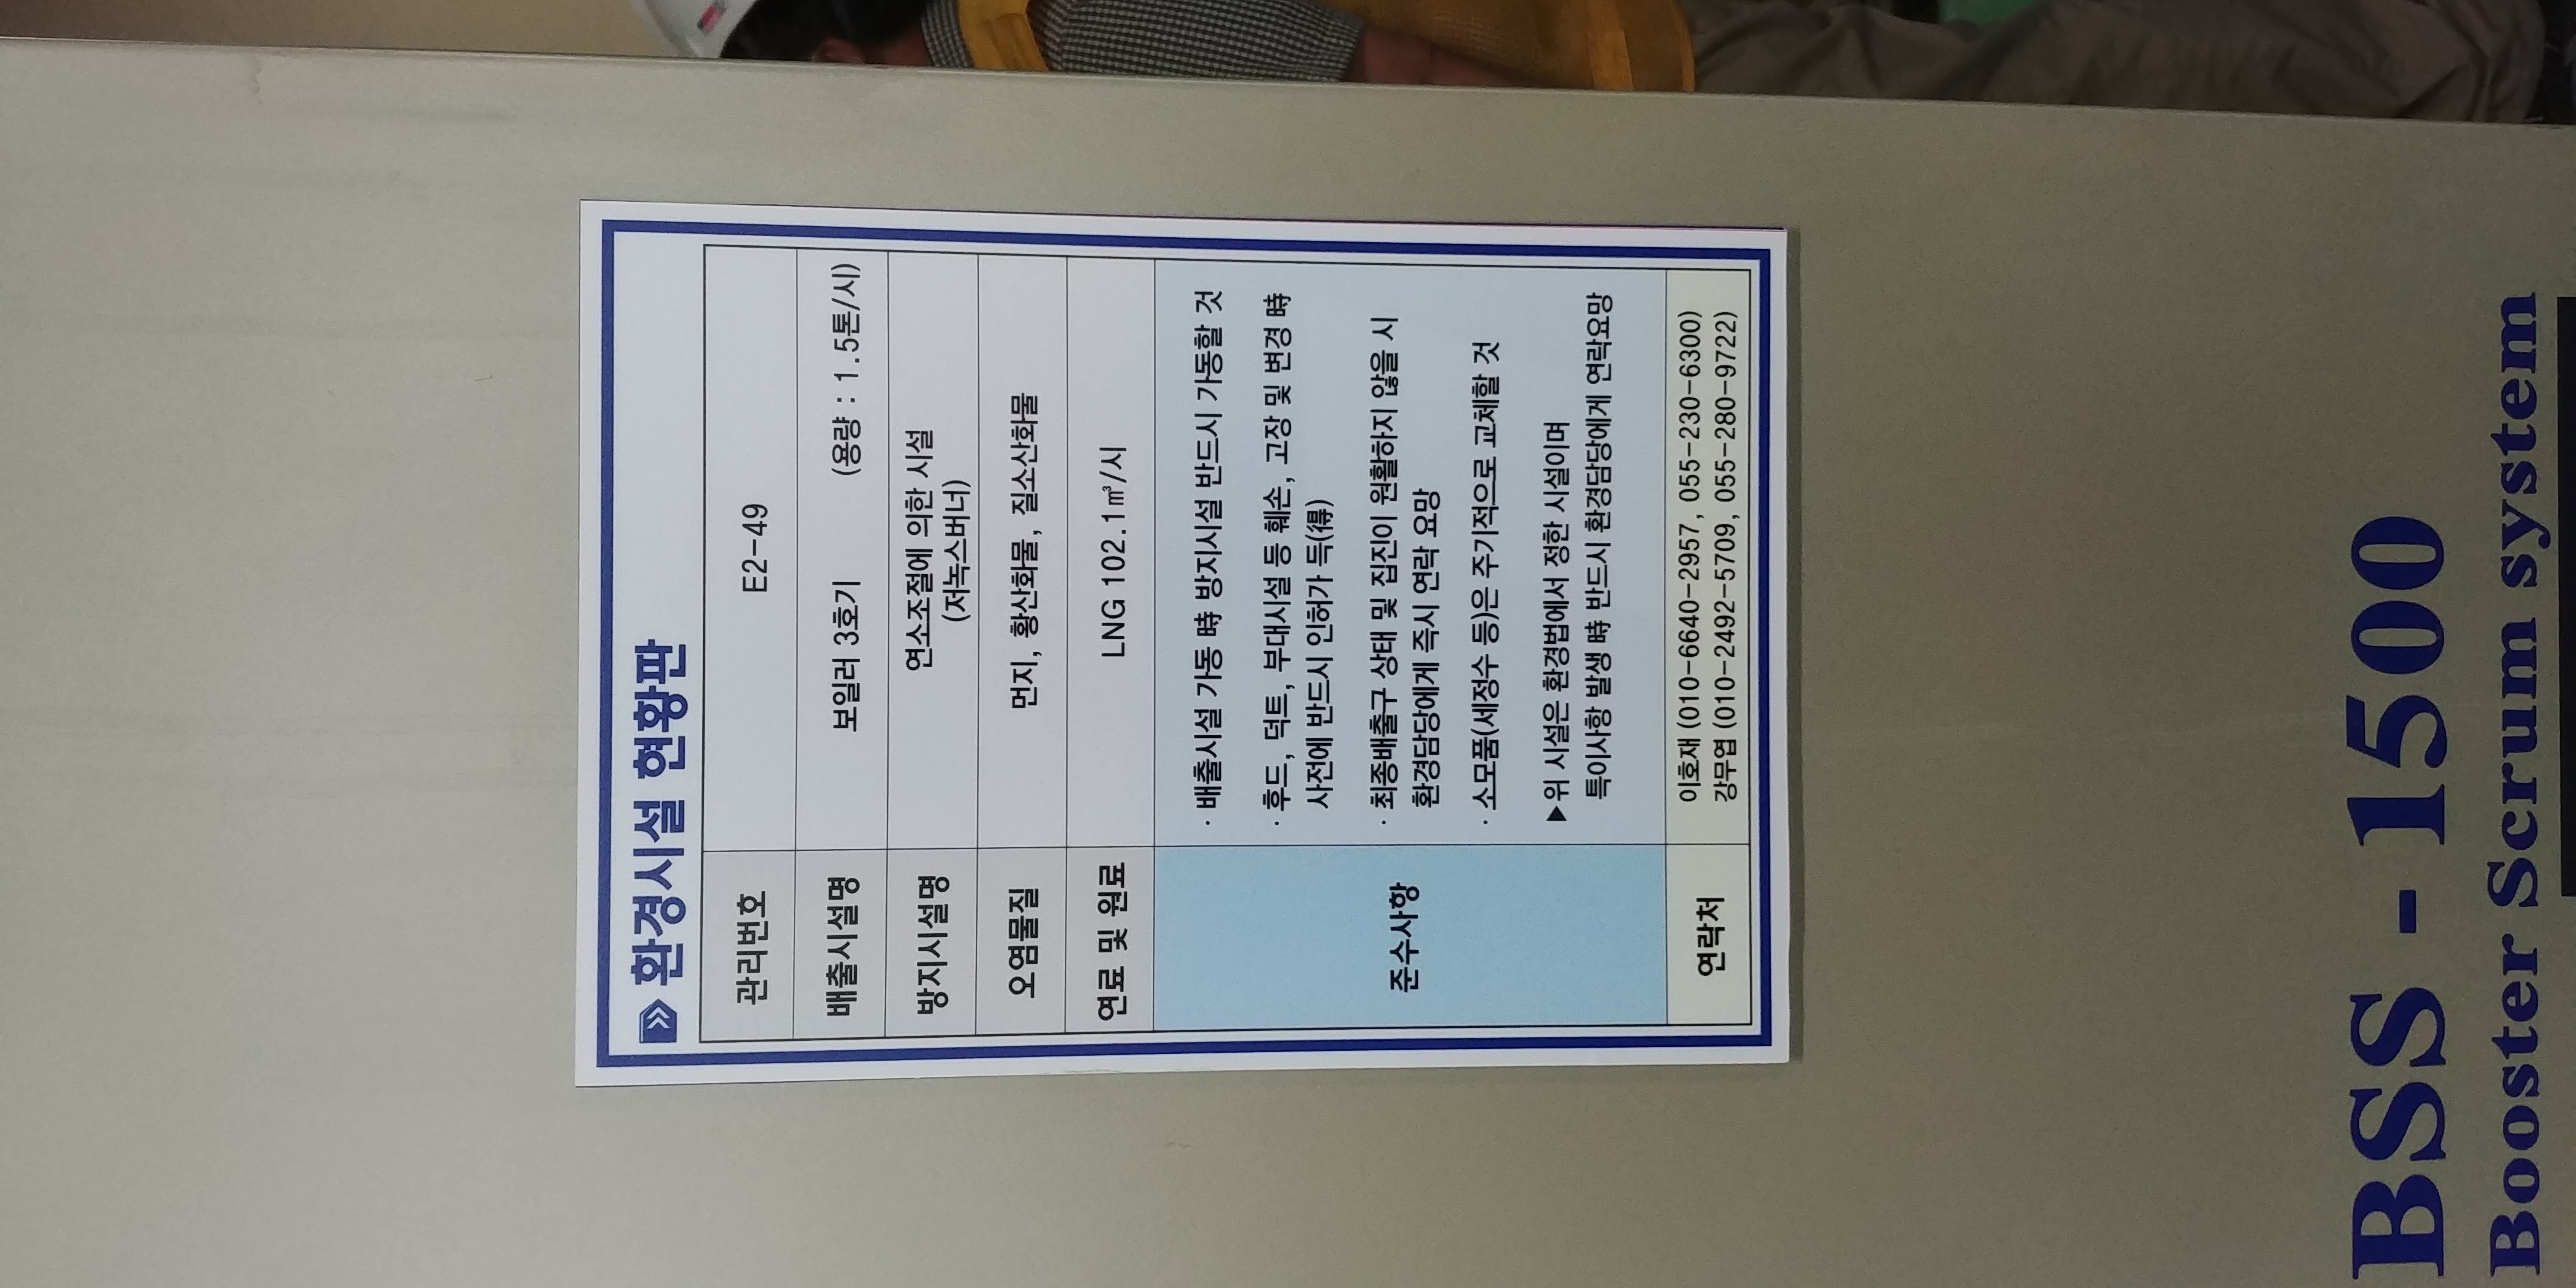 환경시설 현황판
관리번호 E2-49
배출시설명 보일러 3호기 (용량 : 1.5톤/시)
방지시설명 연소조절에 의한 시설
(저녹스버너)
오염물질 먼지, 황산화물, 질소산화물
연료 및 원료 LNG 102.1㎥/시
준수사항
· 배출시설 가동 時 방지시설 반드시 가동할 것
· 후드, 덕트, 부대시설 등 훼손, 고장 및 변경 時
사전에 반드시 인허가 득(得)
· 최종배출구 상태 및 집진이 원활하지 않을 시
환경담당에게 즉시 연락 요망
· 소모품(세정수 등)은 주기적으로 교체할 것
▶위 시설은 환경법에서 정한 시설이며
특이사항 발생 時 반드시 환경담당에게 연락요망
연락처
이호재 (010-6640-2957, 055-230-6300)
강무엽 (010-2492-5709, 055-280-9722)
BSS - 1500
Booster Scrum system